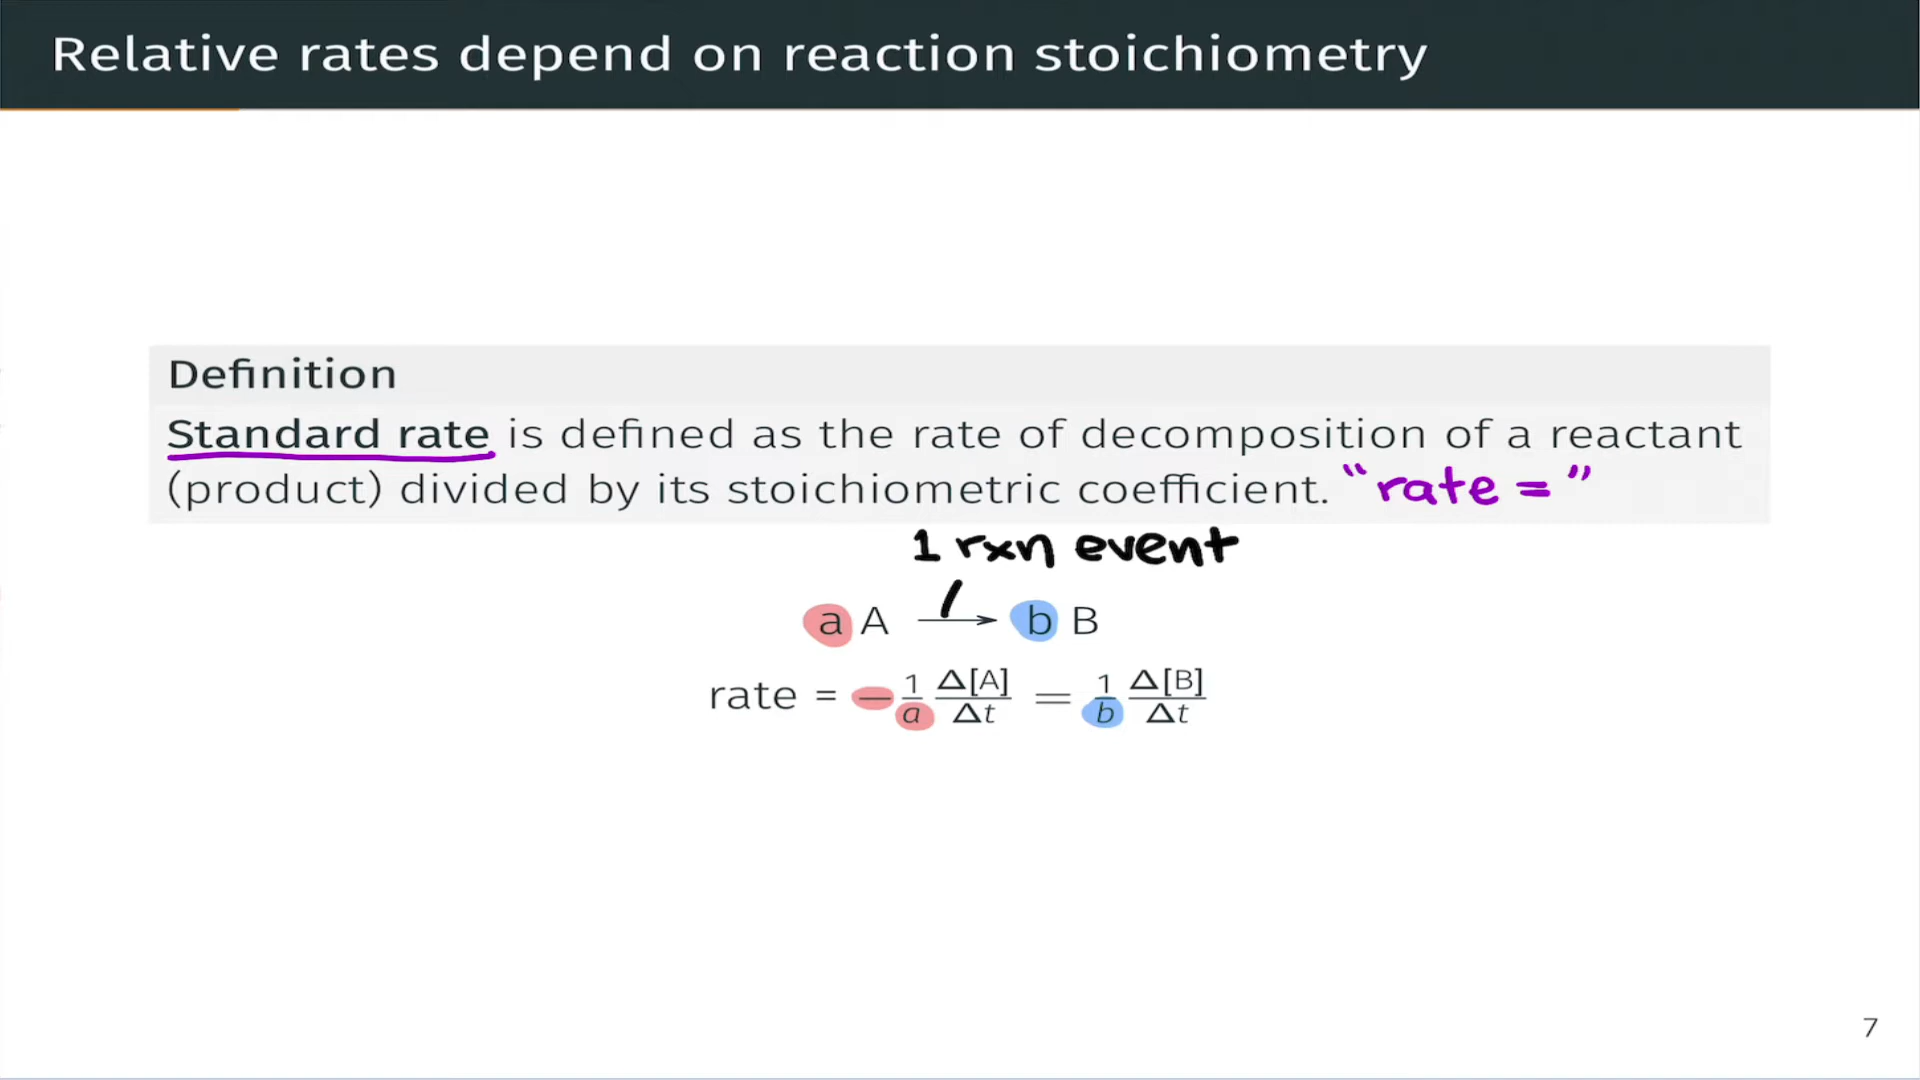 Relative rates depend on reaction stoichiometry
Definition
Standard rate is defined as the rate of decomposition of a reactant
(product) divided by its stoichiometric coefficient. "rate = "
1 rxn event
a A ⟶ b B
rate = − 1/a Δ[A]/Δt = 1/b Δ[B]/Δt
7